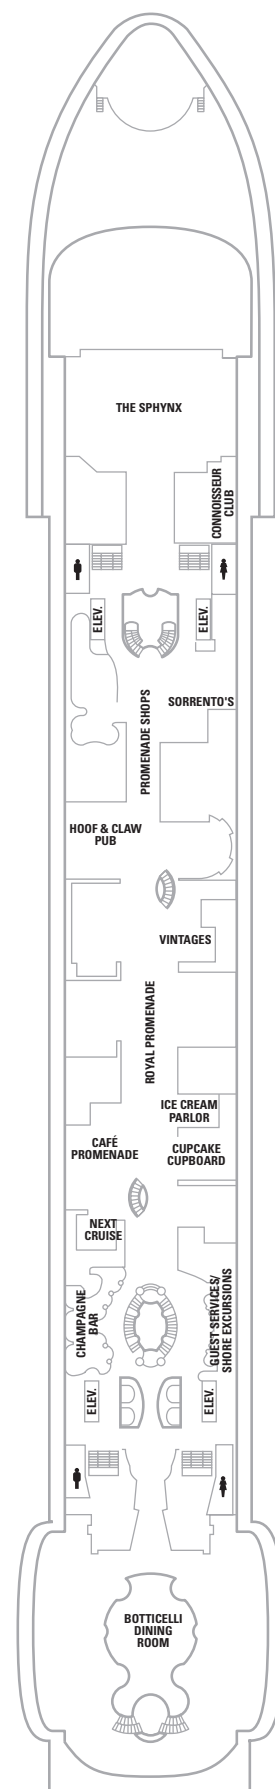 THE SPHYNX
CONNOISSEUR
CLUB
ELEV.
ELEV.
SORRENTO'S
PROMENADE SHOPS
HOOF & CLAW
PUB
VINTAGES
ROYAL PROMENADE
ICE CREAM
PARLOR
CAFÉ
PROMENADE
CUPCAKE
CUPBOARD
NEXT
CRUISE
CHAMPAGNE
BAR
GUEST SERVICES/
SHORE EXCURSIONS
ELEV.
ELEV.
BOTTICELLI
DINING
ROOM